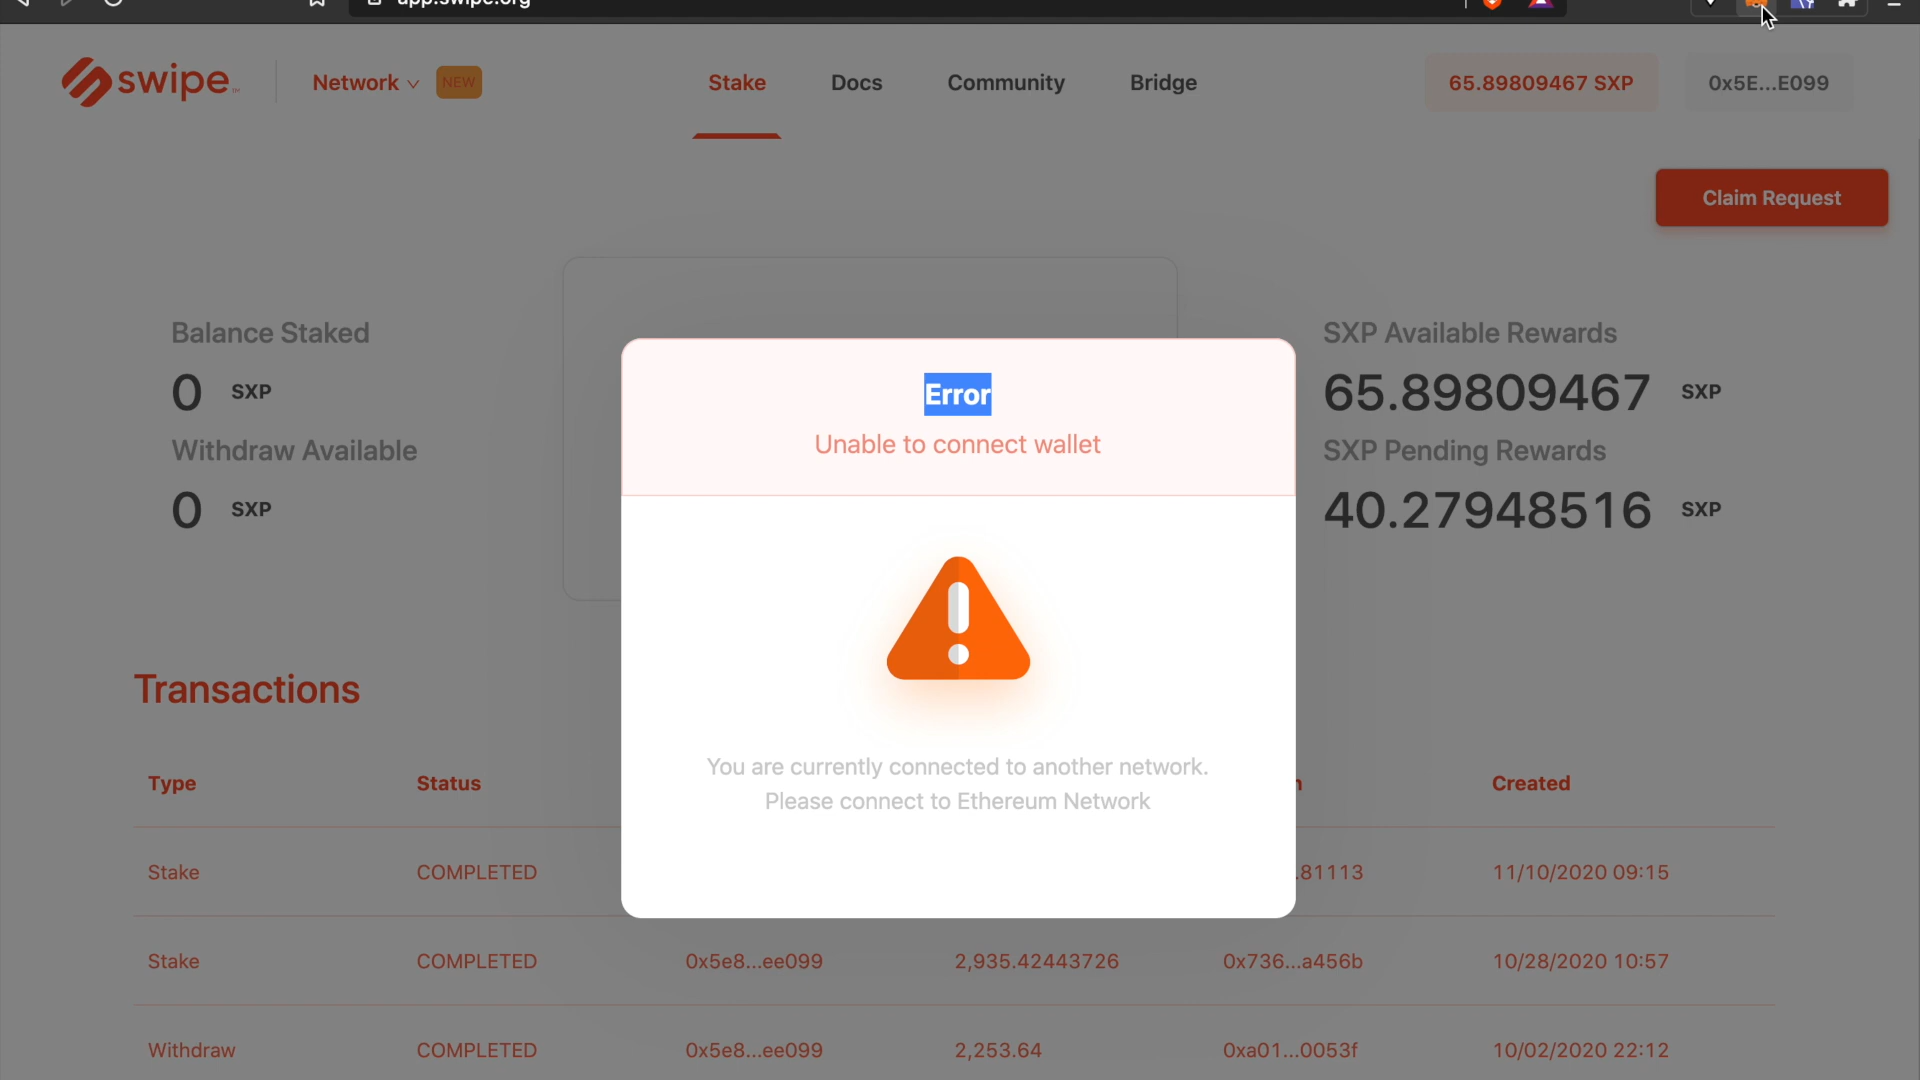 app.swipe.org
swipe™
Network
NEW
Stake
Docs
Community
Bridge
65.89809467 SXP
0x5E...E099
Claim Request
Balance Staked
0 SXP
Withdraw Available
0 SXP
Error
Unable to connect wallet
You are currently connected to another network.
Please connect to Ethereum Network
SXP Available Rewards
65.89809467 SXP
SXP Pending Rewards
40.27948516 SXP
Transactions
Type Status Created
Stake COMPLETED .81113 11/10/2020 09:15
Stake COMPLETED 0x5e8...ee099 2,935.42443726 0x736...a456b 10/28/2020 10:57
Withdraw COMPLETED 0x5e8...ee099 2,253.64 0xa01...0053f 10/02/2020 22:12